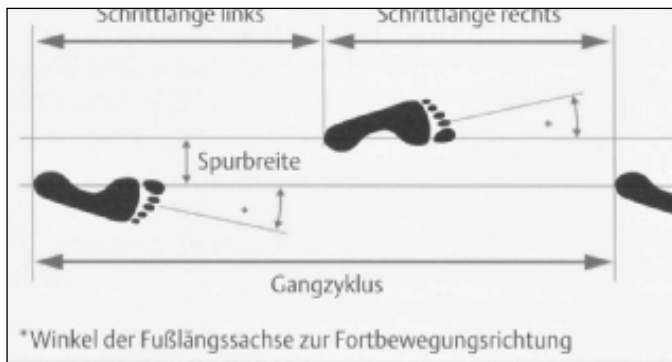 Schrittlänge links
Schrittlänge rechts
*
Spurbreite
*
Gangzyklus
*Winkel der Fußlängssachse zur Fortbewegungsrichtung